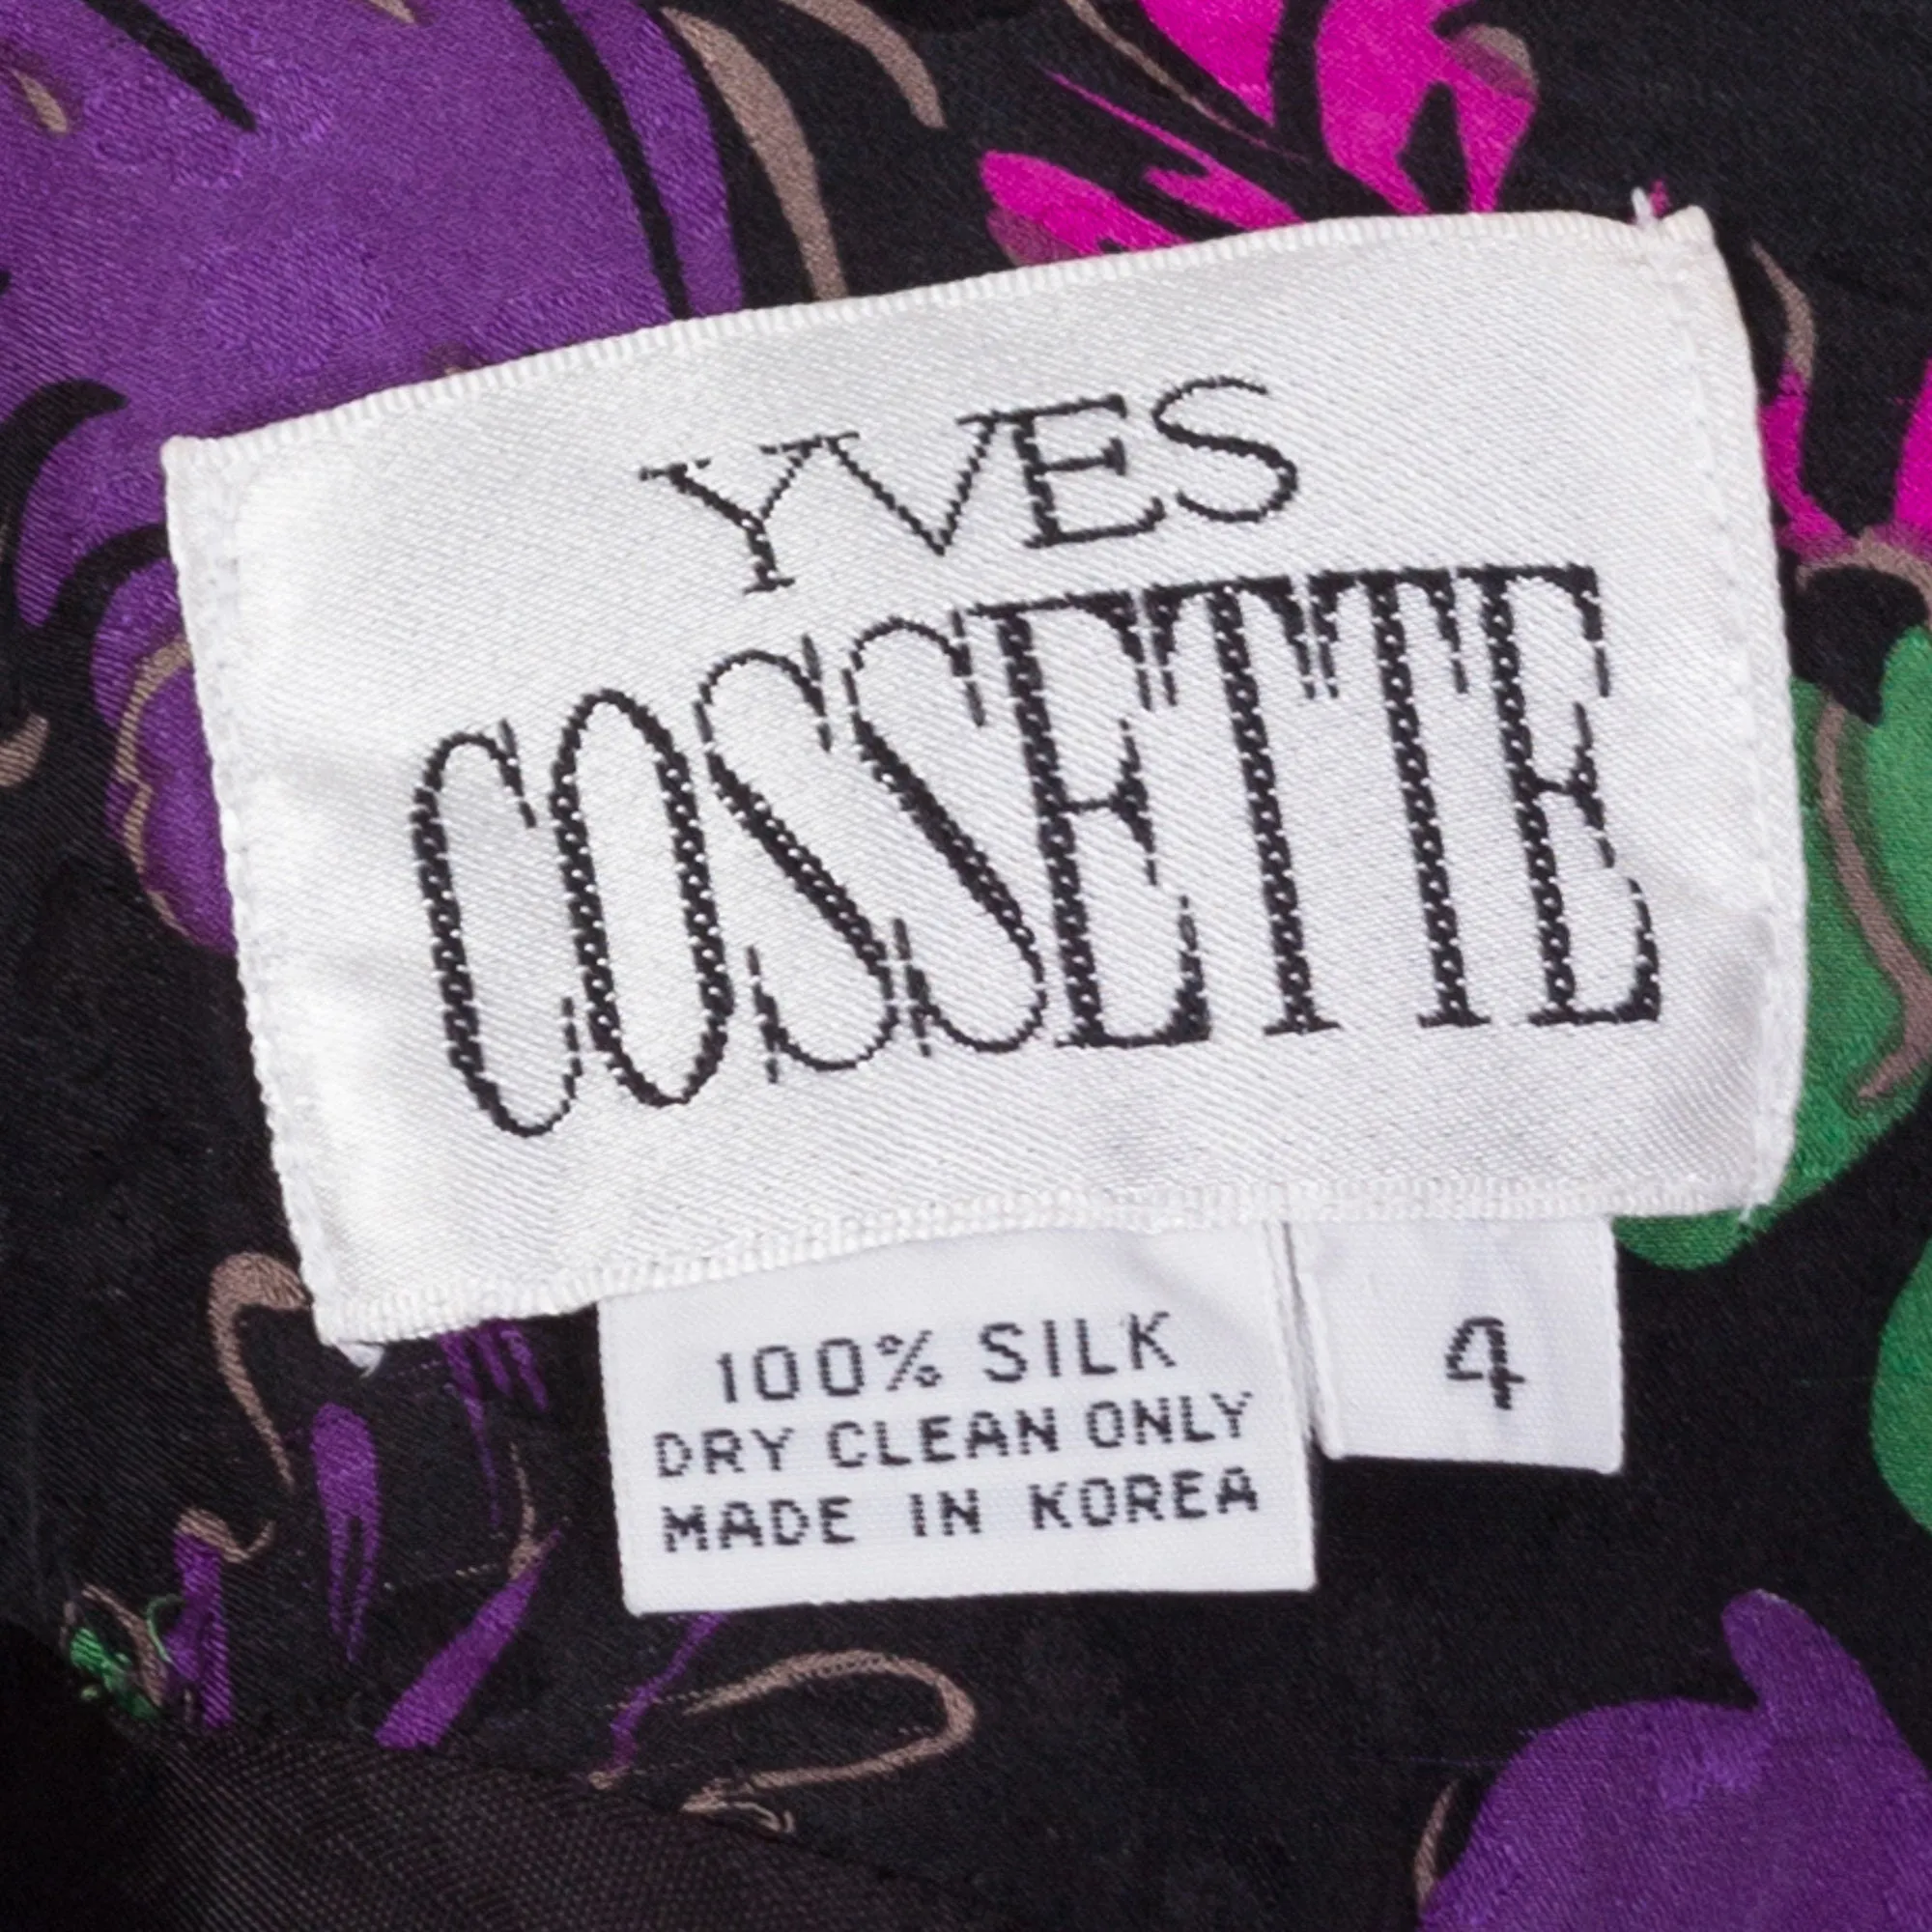 YVES
COSSETTE
100% SILK
DRY CLEAN ONLY
MADE IN KOREA
4